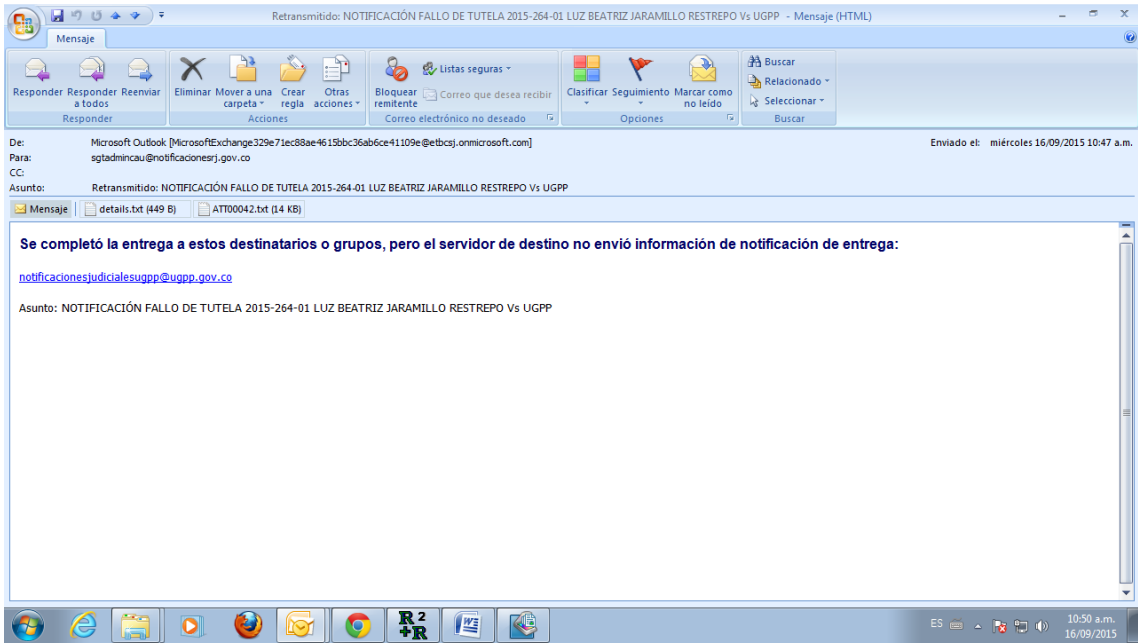 Retransmitido: NOTIFICACIÓN FALLO DE TUTELA 2015-264-01 LUZ BEATRIZ JARAMILLO RESTREPO Vs UGPP - Mensaje (HTML)
Mensaje
Responder Responder a todos Reenviar
Eliminar Mover a una carpeta Crear regla Otras acciones
Bloquear remitente Listas seguras Correo que desea recibir
Clasificar Seguimiento Marcar como no leído
Buscar
Relacionado
Seleccionar
Responder Acciones Correo electrónico no deseado Opciones Buscar
De: Microsoft Outlook [MicrosoftExchange329e71ec88ae4615bbc36ab6ce41109e@etbcsj.onmicrosoft.com] Enviado el: miércoles 16/09/2015 10:47 a.m.
Para: sgtadmincau@notificacionesrj.gov.co
CC:
Asunto: Retransmitido: NOTIFICACIÓN FALLO DE TUTELA 2015-264-01 LUZ BEATRIZ JARAMILLO RESTREPO Vs UGPP
Mensaje details.txt (449 B) ATT00042.txt (14 KB)
Se completó la entrega a estos destinatarios o grupos, pero el servidor de destino no envió información de notificación de entrega:
notificacionesjudicialesugpp@ugpp.gov.co
Asunto: NOTIFICACIÓN FALLO DE TUTELA 2015-264-01 LUZ BEATRIZ JARAMILLO RESTREPO Vs UGPP
R 2
+R
W
ES
10:50 a.m.
16/09/2015